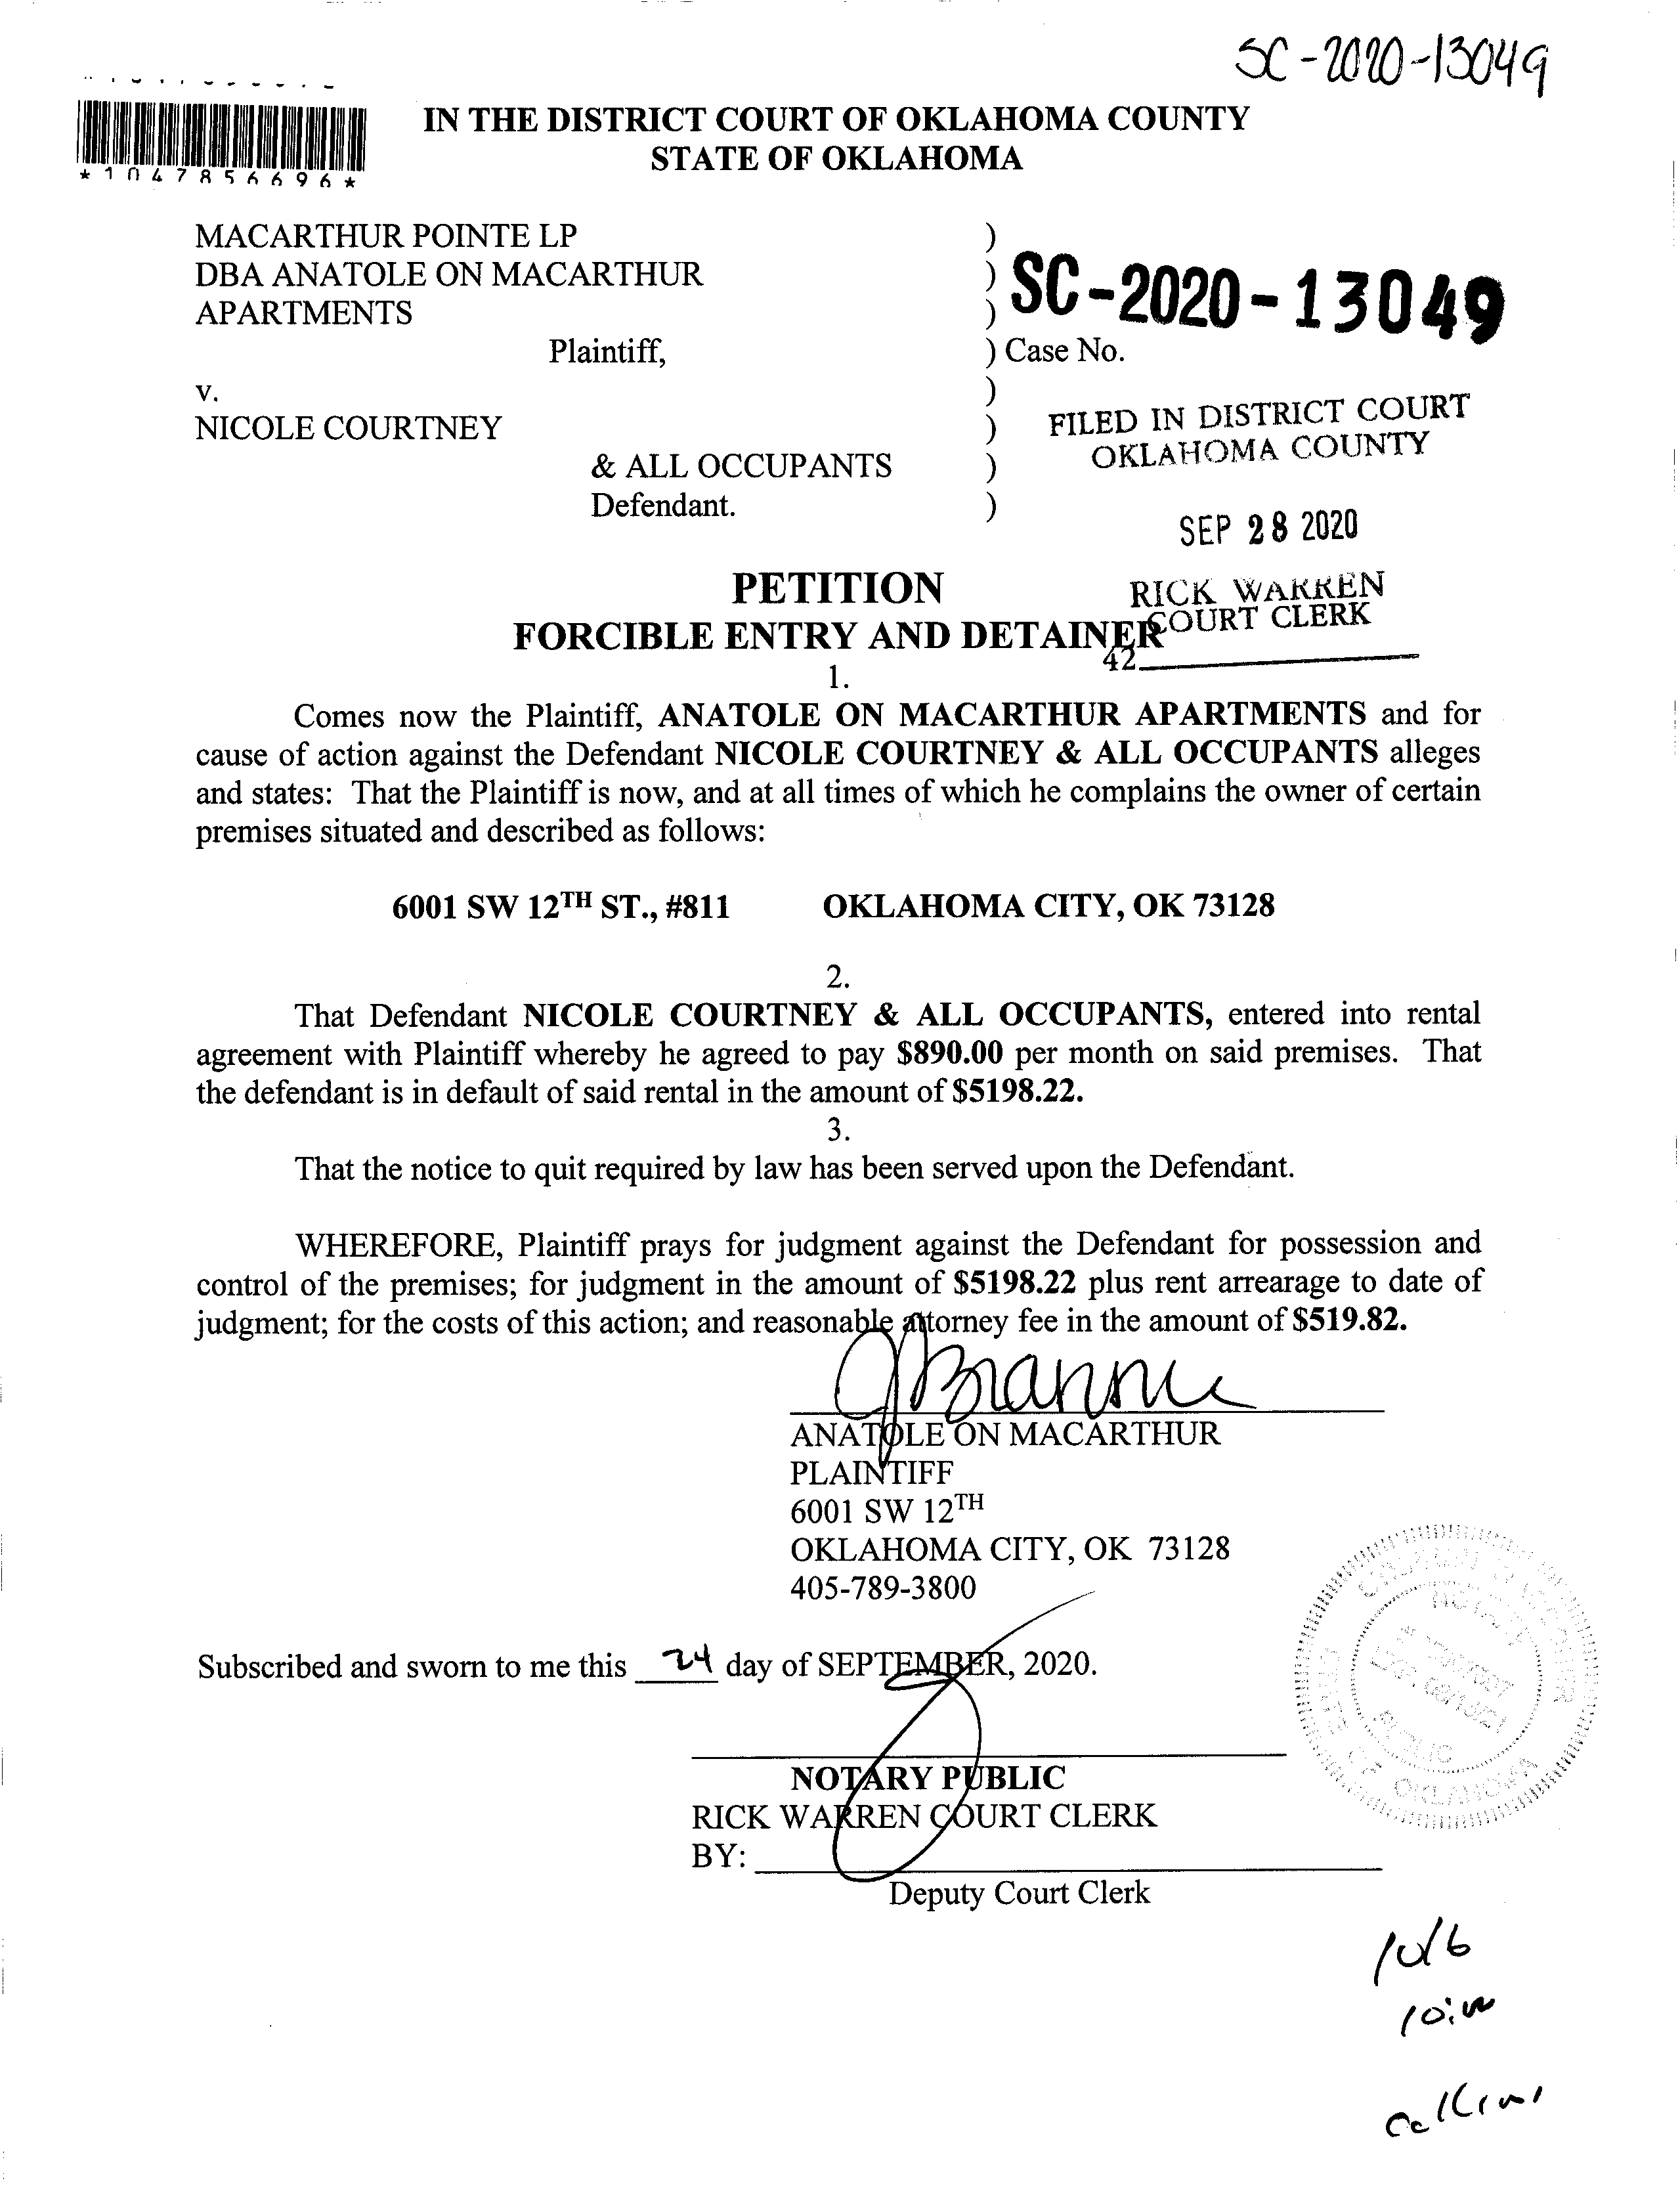 SC-2020-13049
*1047856696*
IN THE DISTRICT COURT OF OKLAHOMA COUNTY
STATE OF OKLAHOMA
MACARTHUR POINTE LP )
DBA ANATOLE ON MACARTHUR ) SC-2020-13049
APARTMENTS )
Plaintiff, ) Case No.
v. )
NICOLE COURTNEY ) FILED IN DISTRICT COURT
& ALL OCCUPANTS ) OKLAHOMA COUNTY
Defendant. )
SEP 28 2020
PETITION RICK WARREN
FORCIBLE ENTRY AND DETAINER COURT CLERK
42
1.
Comes now the Plaintiff, ANATOLE ON MACARTHUR APARTMENTS and for
cause of action against the Defendant NICOLE COURTNEY & ALL OCCUPANTS alleges
and states: That the Plaintiff is now, and at all times of which he complains the owner of certain
premises situated and described as follows:
6001 SW 12TH ST., #811 OKLAHOMA CITY, OK 73128
2.
That Defendant NICOLE COURTNEY & ALL OCCUPANTS, entered into rental
agreement with Plaintiff whereby he agreed to pay $890.00 per month on said premises. That
the defendant is in default of said rental in the amount of $5198.22.
3.
That the notice to quit required by law has been served upon the Defendant.
WHEREFORE, Plaintiff prays for judgment against the Defendant for possession and
control of the premises; for judgment in the amount of $5198.22 plus rent arrearage to date of
judgment; for the costs of this action; and reasonable attorney fee in the amount of $519.82.
ANATOLE ON MACARTHUR
PLAINTIFF
6001 SW 12TH
OKLAHOMA CITY, OK 73128
405-789-3800
Subscribed and sworn to me this 24 day of SEPTEMBER, 2020.
NOTARY PUBLIC
RICK WARREN COURT CLERK
BY:
Deputy Court Clerk
NOTARY
PUBLIC
STATE OF OKLAHOMA
10/6